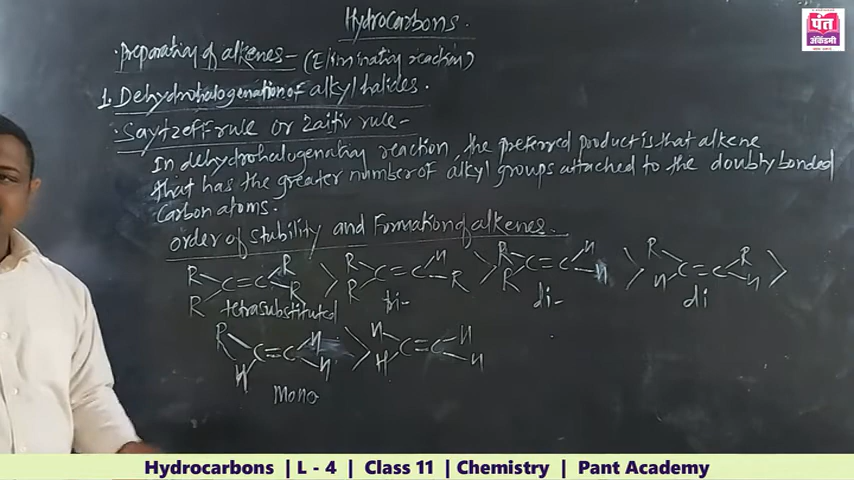 Hydrocarbons.
पंत
अकॅडमी
· Preparation of alkenes - (Elimination reaction)
1. Dehydrohalogenation of alkyl halides.
· Saytzeff rule or Zaitiv rule -
In dehydrohalogenation reaction, the preferred product is that alkene
that has the greater number of alkyl groups attached to the doubly bonded
Carbon atoms.
order of stability and Formation of alkenes.
R R C = C R R > R R C = C H R > R R C = C H H > R H C = C R H >
tetrasubstituted tri- di- di
R H C = C H H > H H C = C H H
Mono
Hydrocarbons | L - 4 | Class 11 | Chemistry | Pant Academy